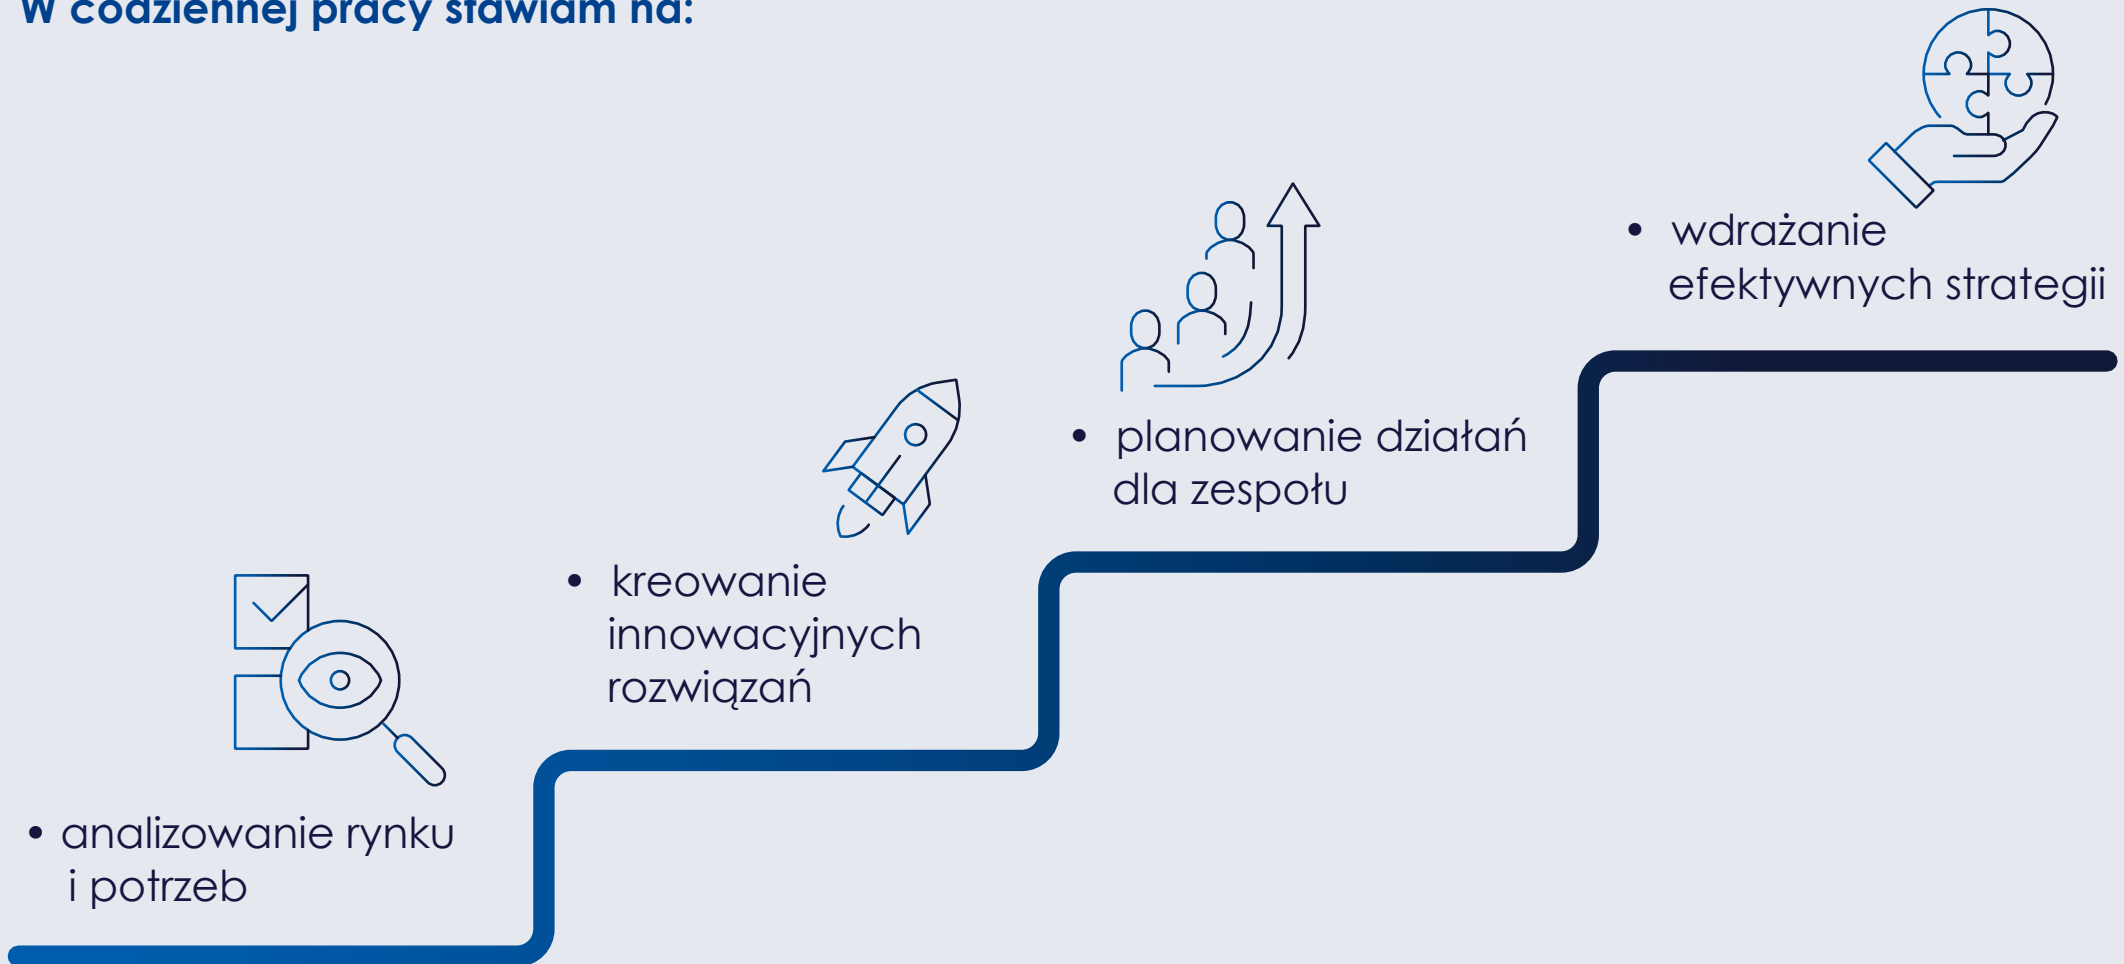 W codziennej pracy stawiam na:
• wdrażanie
efektywnych strategii
• planowanie działań
dla zespołu
• kreowanie
innowacyjnych
rozwiązań
• analizowanie rynku
i potrzeb